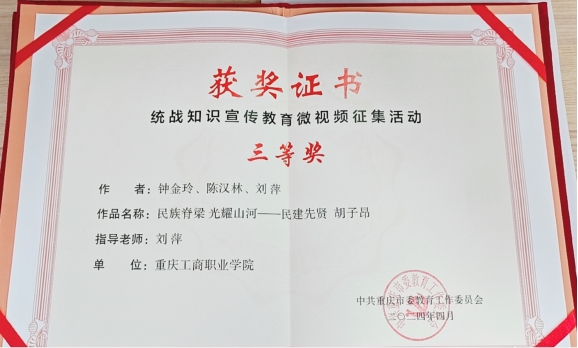 获奖证书
统战知识宣传教育微视频征集活动
三等奖
作 者：钟金玲、陈汉林、刘 萍
作品名称：民族脊梁 光耀山河——民建先贤 胡子昂
指导老师：刘 萍
单 位：重庆工商职业学院
中共重庆市委教育工作委员会
二〇二四年四月